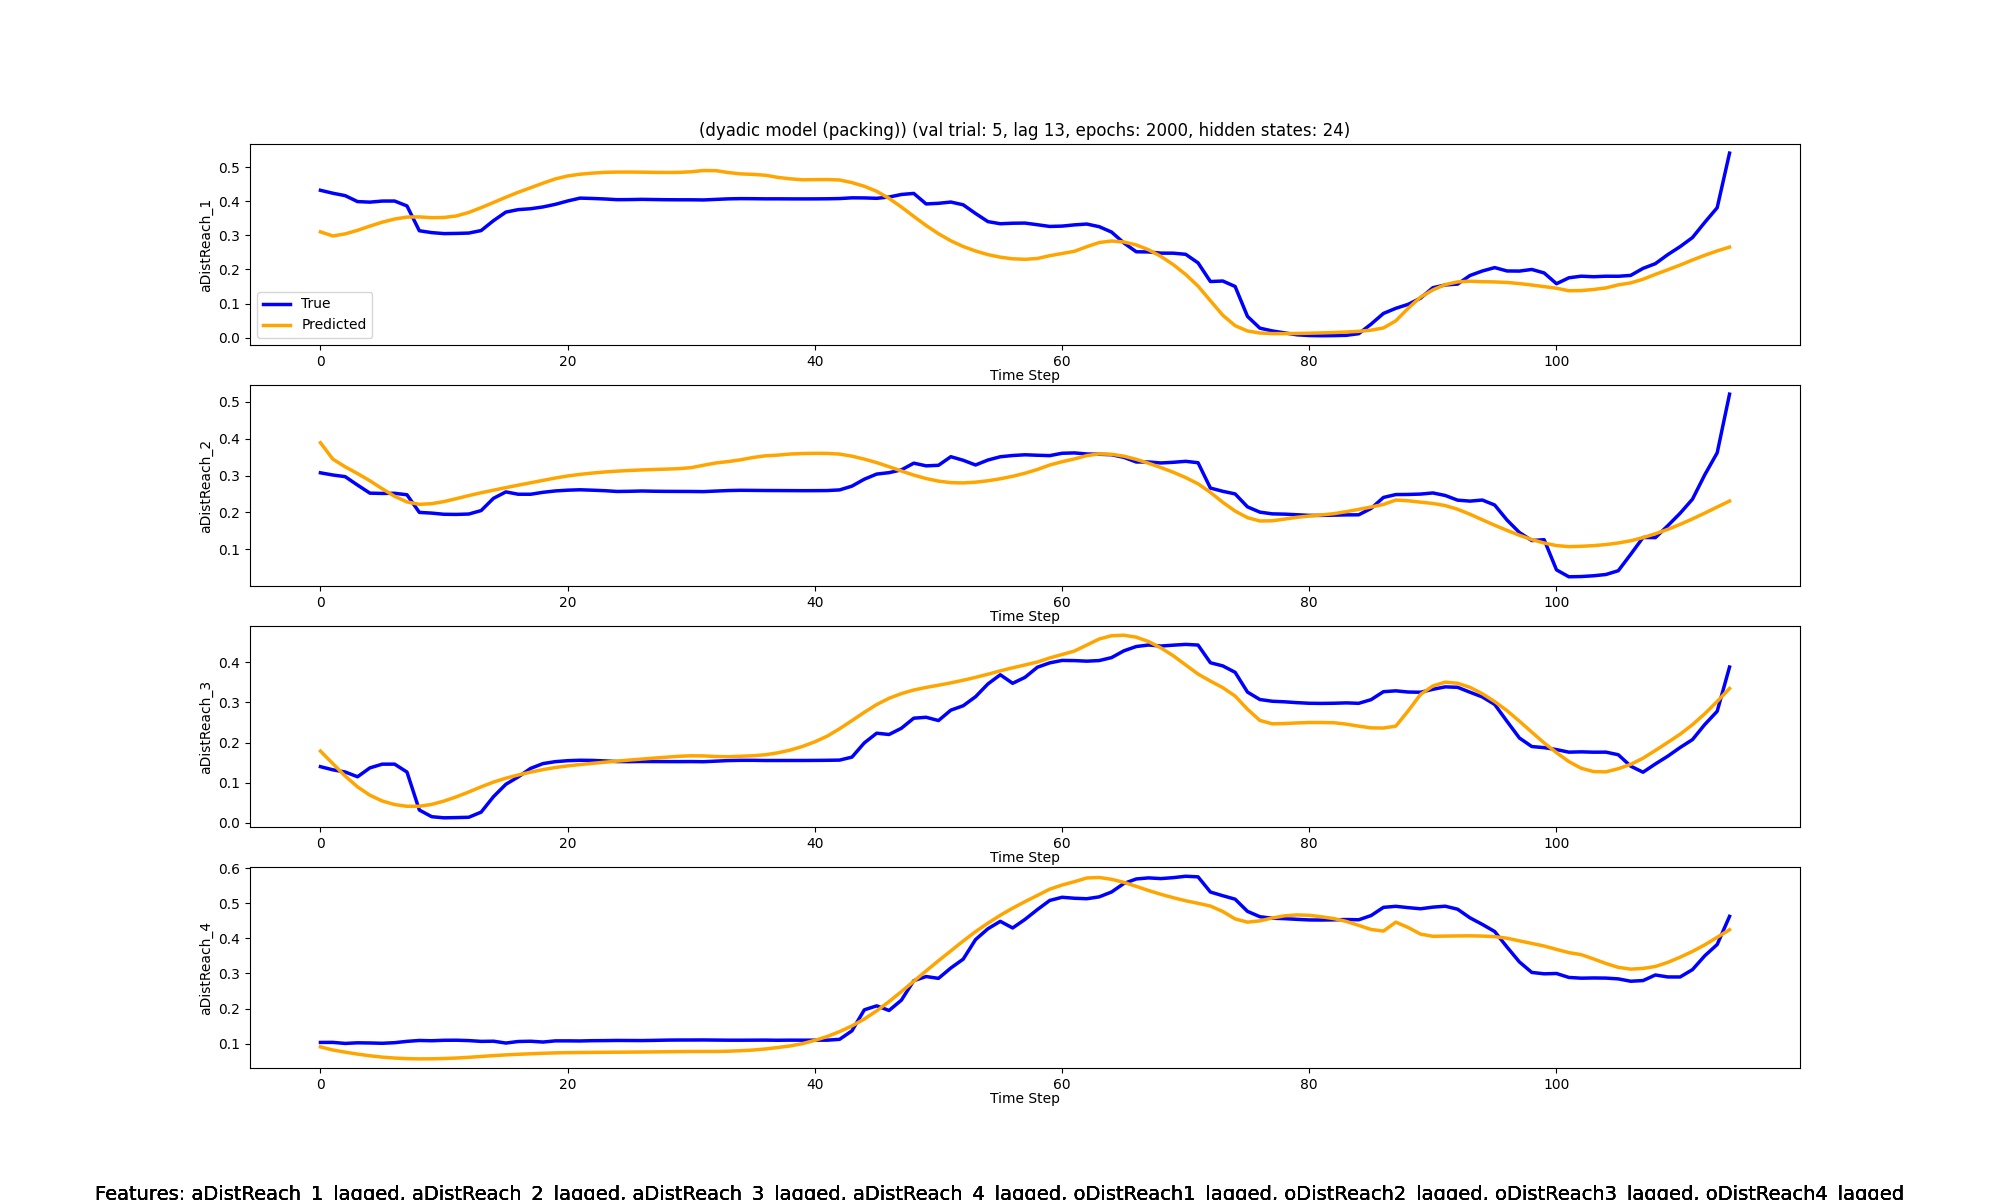 (dyadic model (packing)) (val trial: 5, lag 13, epochs: 2000, hidden states: 24)
aDistReach_1
0.5
0.4
0.3
0.2
0.1
0.0
True
Predicted
0 20 40 60 80 100
Time Step
aDistReach_2
0.5
0.4
0.3
0.2
0.1
0 20 40 60 80 100
Time Step
aDistReach_3
0.4
0.3
0.2
0.1
0.0
0 20 40 60 80 100
Time Step
aDistReach_4
0.6
0.5
0.4
0.3
0.2
0.1
0 20 40 60 80 100
Time Step
Features: aDistReach_1_lagged, aDistReach_2_lagged, aDistReach_3_lagged, aDistReach_4_lagged, oDistReach1_lagged, oDistReach2_lagged, oDistReach3_lagged, oDistReach4_lagged